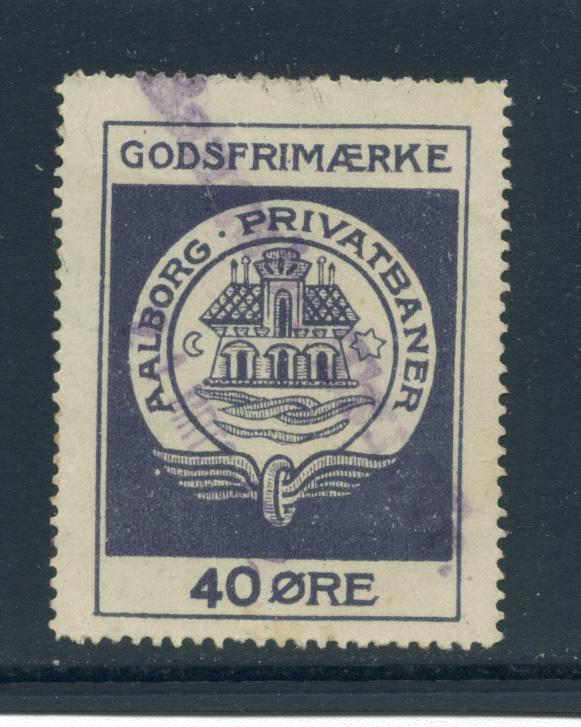 GODSFRIMÆRKE
AALBORG · PRIVATBANER
40 ØRE